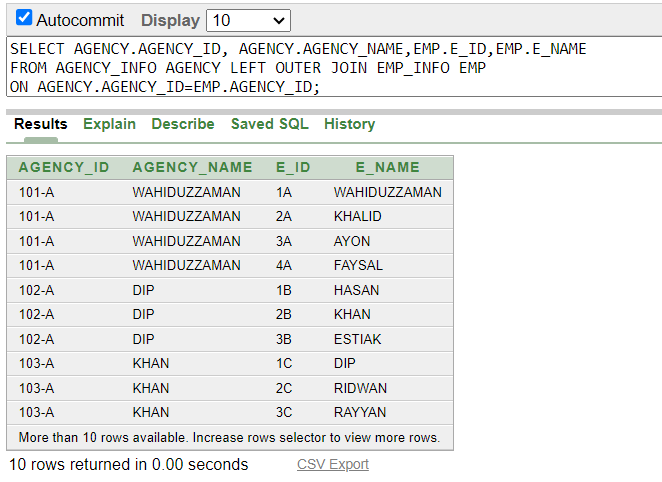 Autocommit Display 10
SELECT AGENCY.AGENCY_ID, AGENCY.AGENCY_NAME,EMP.E_ID,EMP.E_NAME
FROM AGENCY_INFO AGENCY LEFT OUTER JOIN EMP_INFO EMP
ON AGENCY.AGENCY_ID=EMP.AGENCY_ID;
Results Explain Describe Saved SQL History
AGENCY_ID AGENCY_NAME E_ID E_NAME
101-A WAHIDUZZAMAN 1A WAHIDUZZAMAN
101-A WAHIDUZZAMAN 2A KHALID
101-A WAHIDUZZAMAN 3A AYON
101-A WAHIDUZZAMAN 4A FAYSAL
102-A DIP 1B HASAN
102-A DIP 2B KHAN
102-A DIP 3B ESTIAK
103-A KHAN 1C DIP
103-A KHAN 2C RIDWAN
103-A KHAN 3C RAYYAN
More than 10 rows available. Increase rows selector to view more rows.
10 rows returned in 0.00 seconds CSV Export